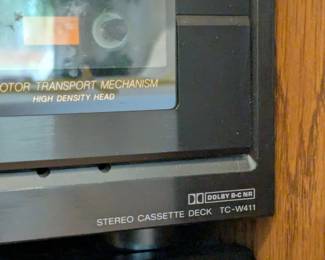 OTOR TRANSPORT MECHANISM
HIGH DENSITY HEAD
DOLBY B-C NR
STEREO CASSETTE DECK TC-W411